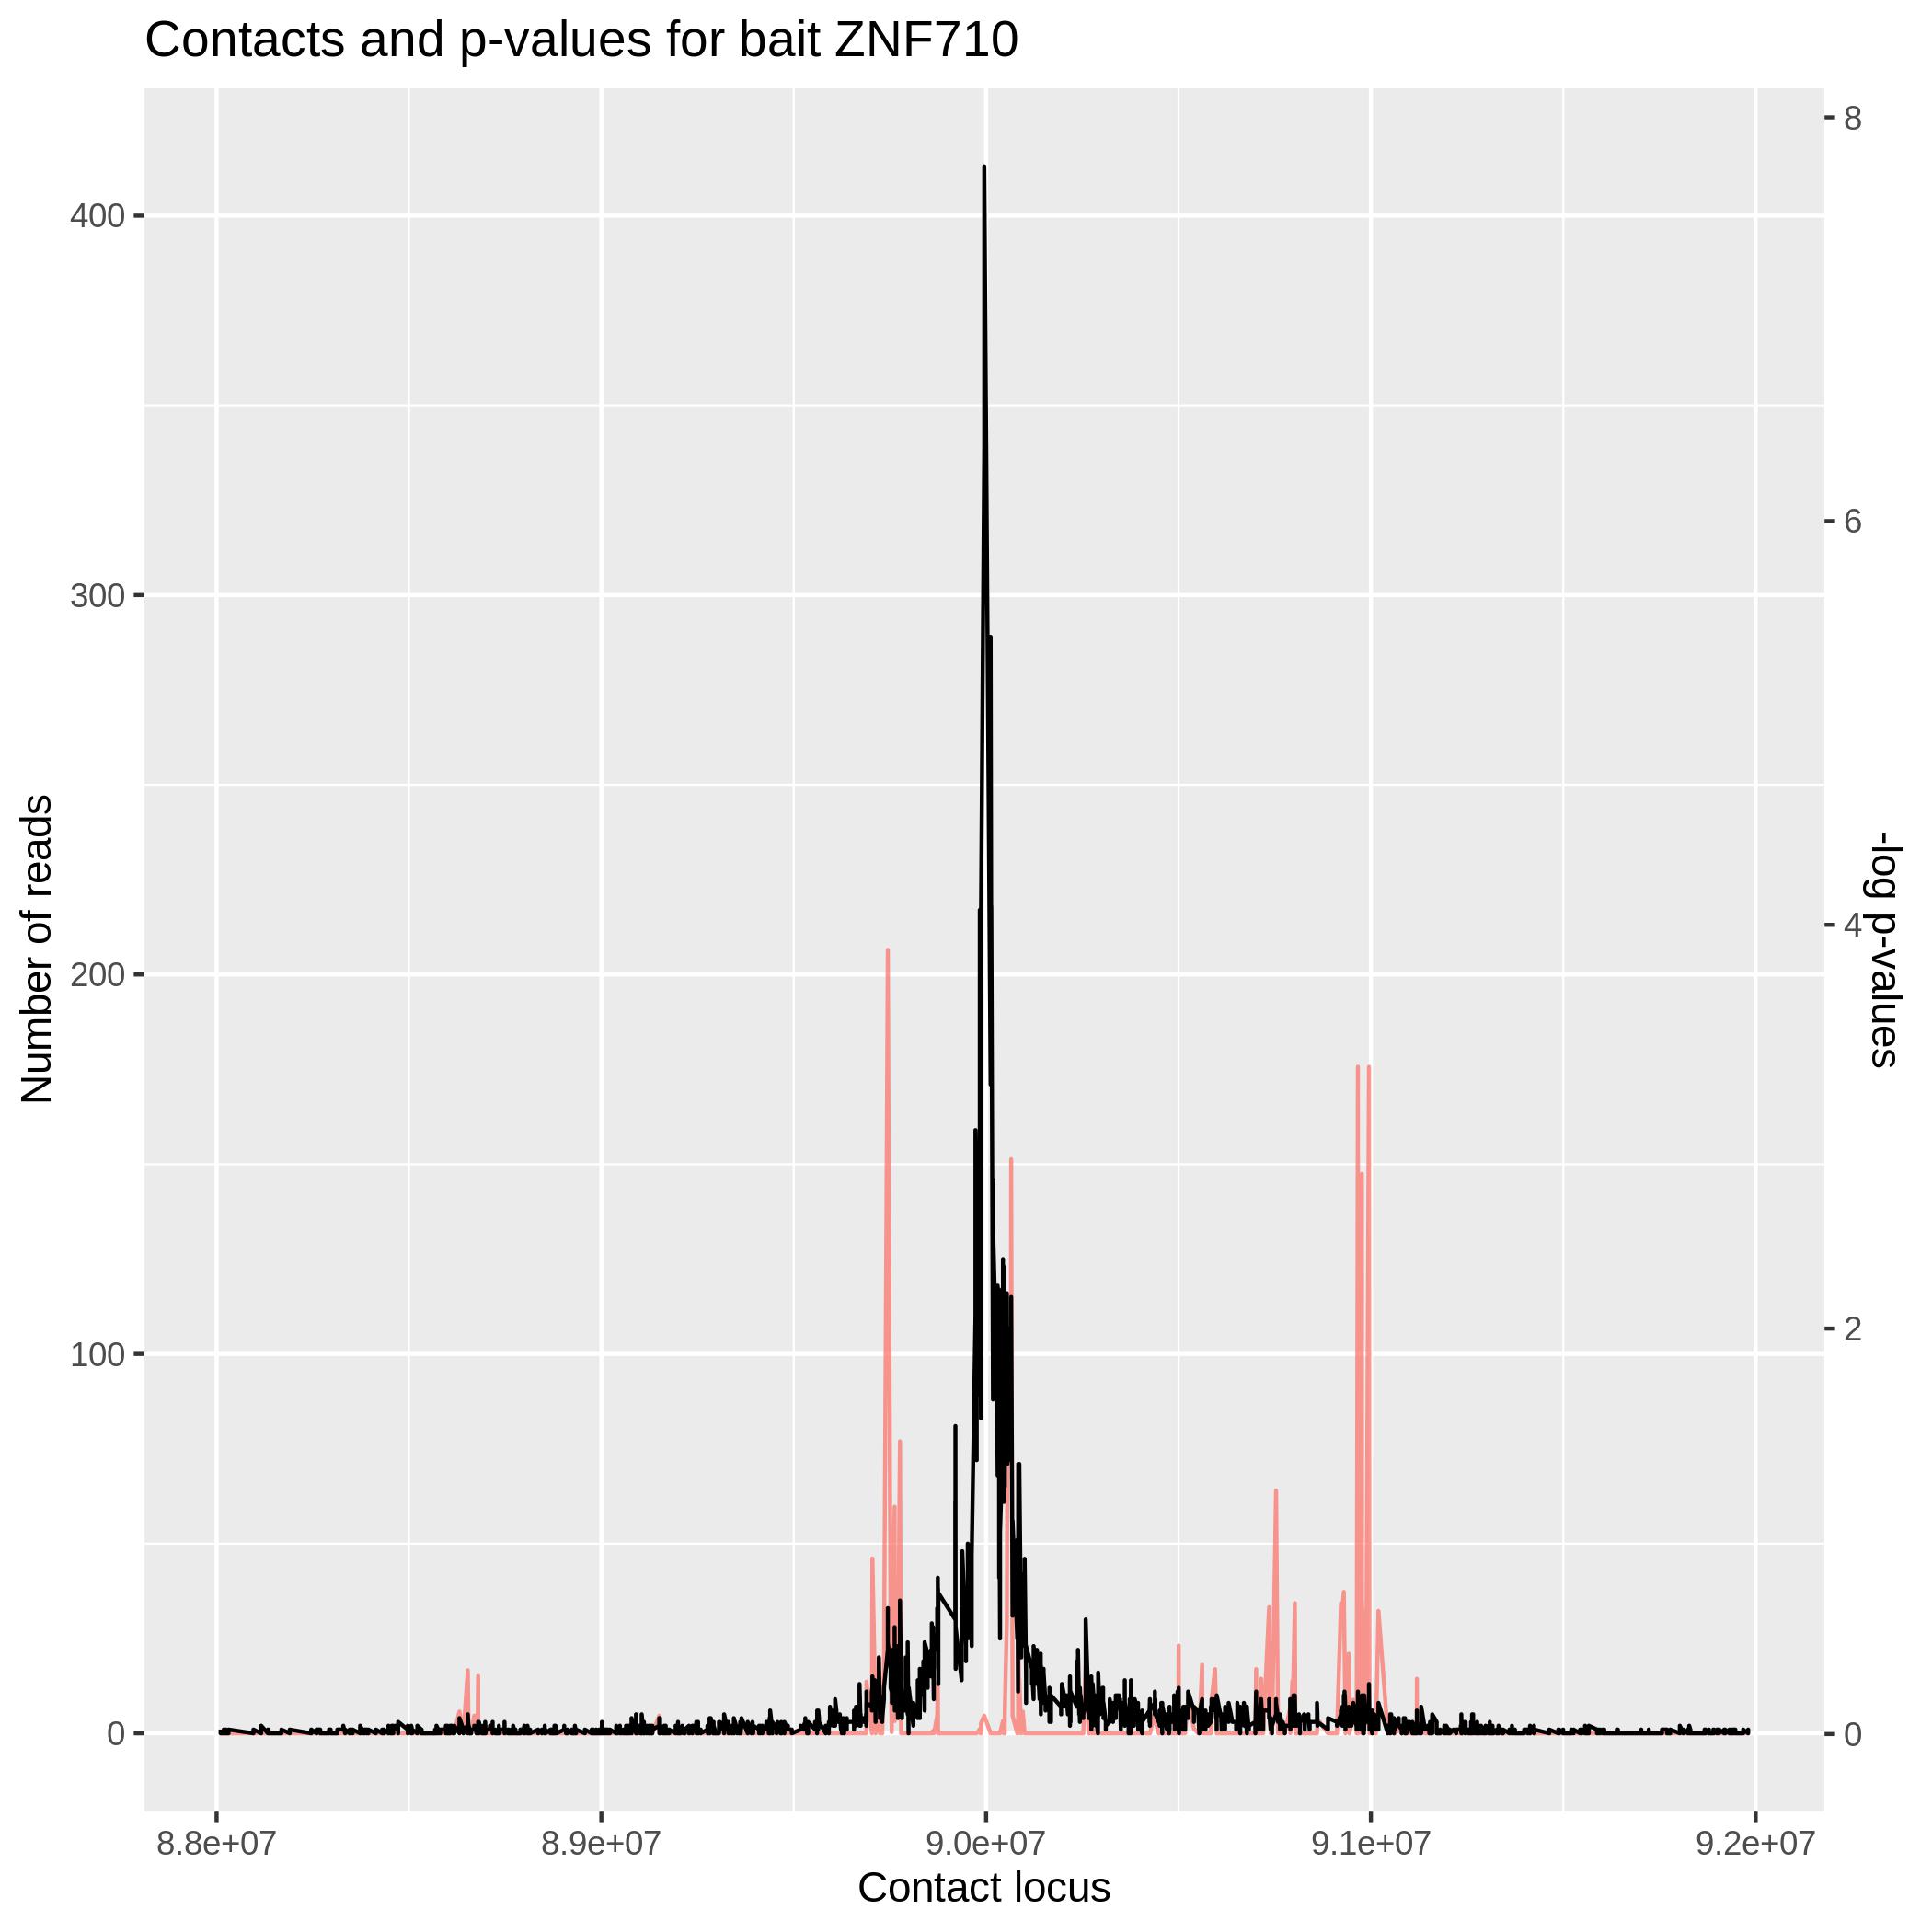 Contacts and p-values for bait ZNF710
Number of reads
400
300
200
100
0
8
6
4
2
0
-log p-values
8.8e+07
8.9e+07
9.0e+07
9.1e+07
9.2e+07
Contact locus